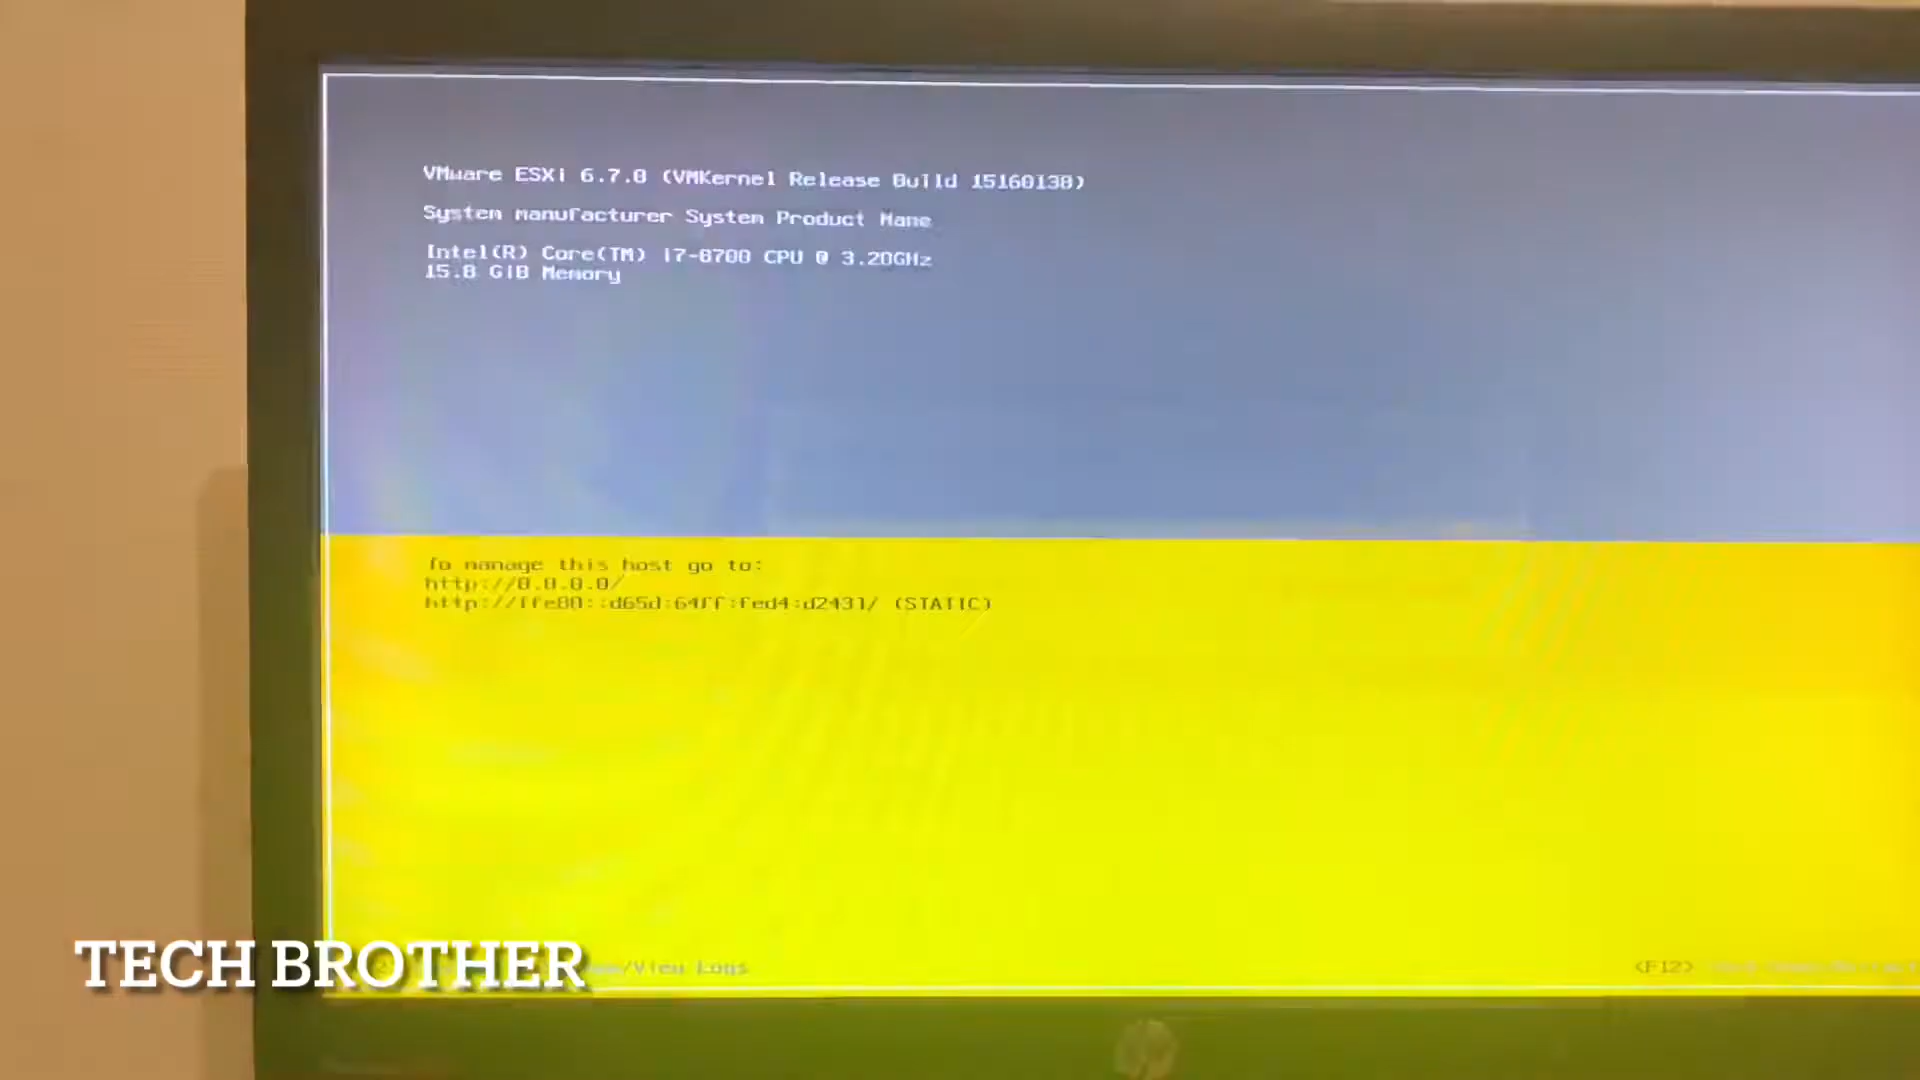 VMware ESXi 6.7.0 (VMKernel Release Build 15160138)
System manufacturer System Product Name
Intel(R) Core(TM) i7-8700 CPU @ 3.20GHz
15.8 GiB Memory
To manage this host go to:
http://0.0.0.0/
http://[fe80::d65d:64ff:fed4:d243]/ (STATIC)
/View Logs
<F12>
TECH BROTHER
hp